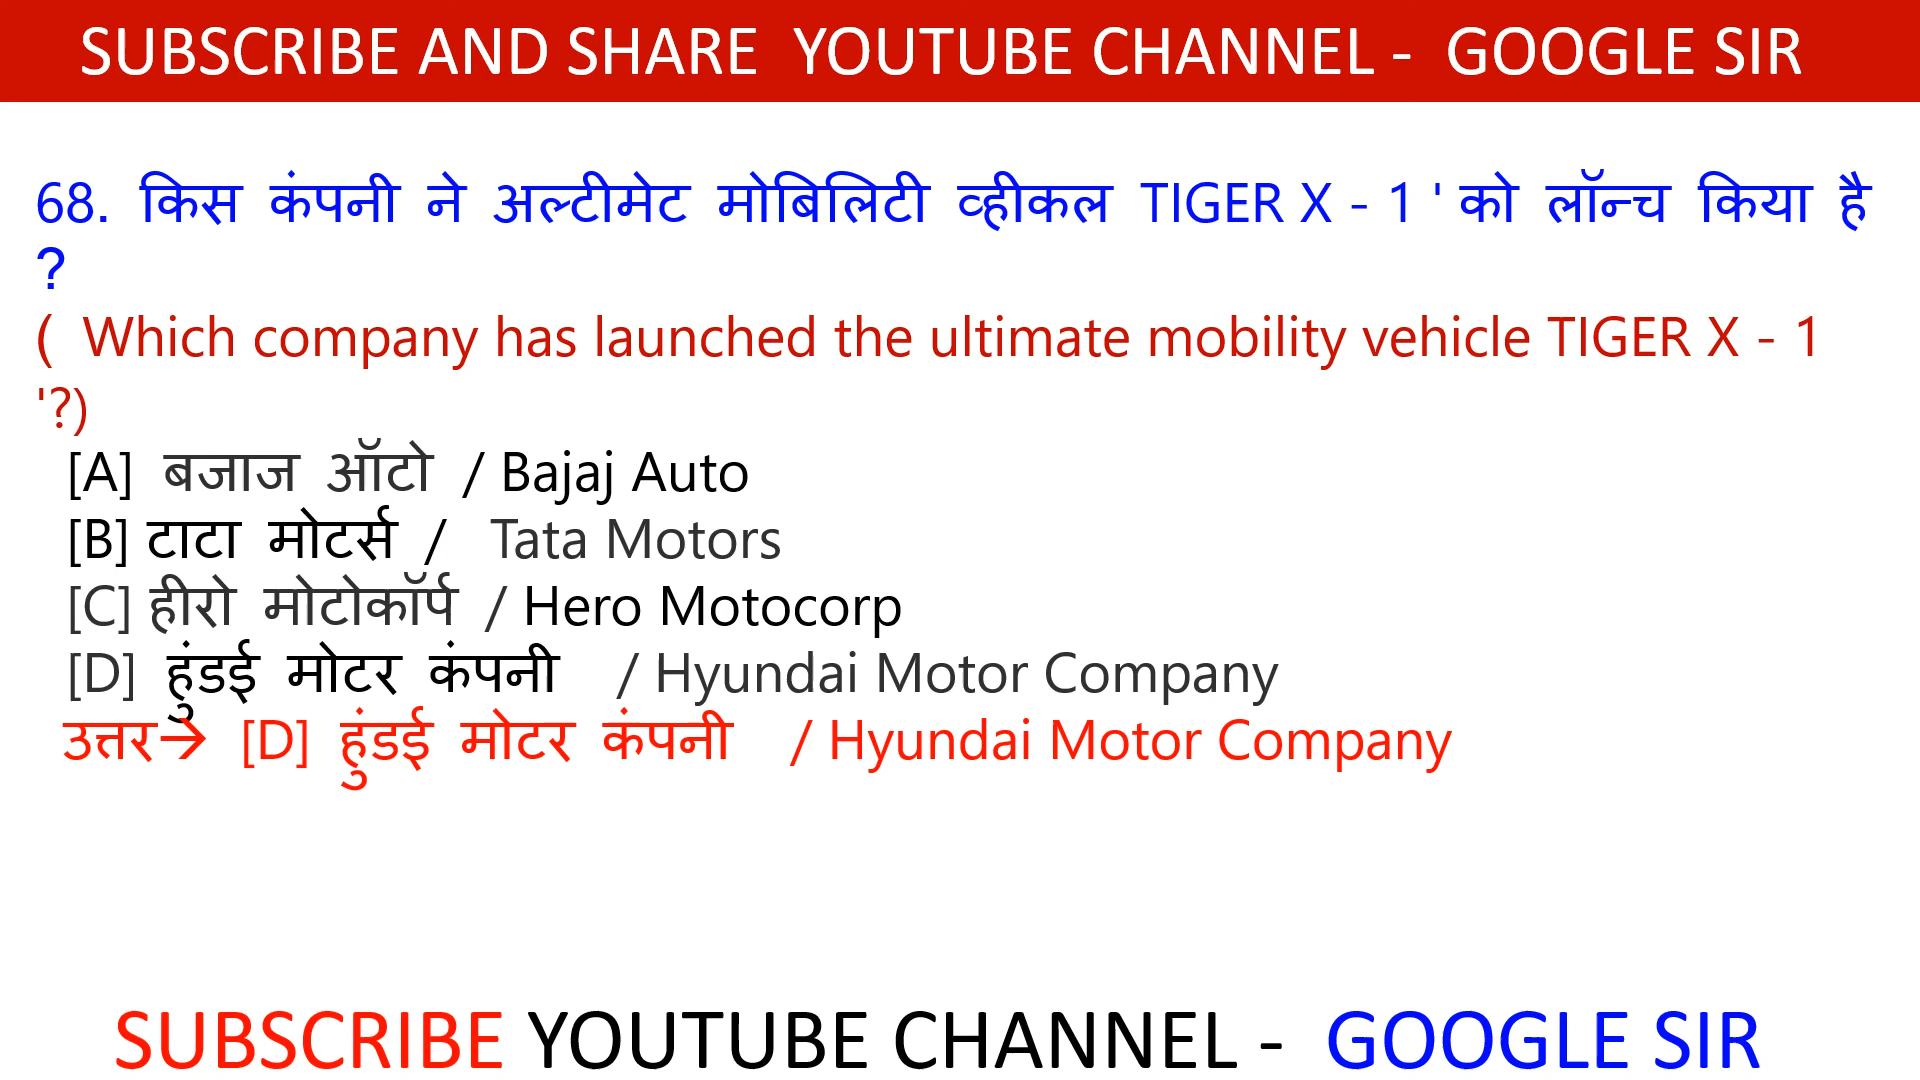 SUBSCRIBE AND SHARE YOUTUBE CHANNEL - GOOGLE SIR
68. किस कंपनी ने अल्टीमेट मोबिलिटी व्हीकल TIGER X - 1 ' को लॉन्च किया है
?
( Which company has launched the ultimate mobility vehicle TIGER X - 1
'?)
[A] बजाज ऑटो / Bajaj Auto
[B] टाटा मोटर्स / Tata Motors
[C] हीरो मोटोकॉर्प / Hero Motocorp
[D] हुंडई मोटर कंपनी / Hyundai Motor Company
उत्तर→ [D] हुंडई मोटर कंपनी / Hyundai Motor Company
SUBSCRIBE YOUTUBE CHANNEL - GOOGLE SIR